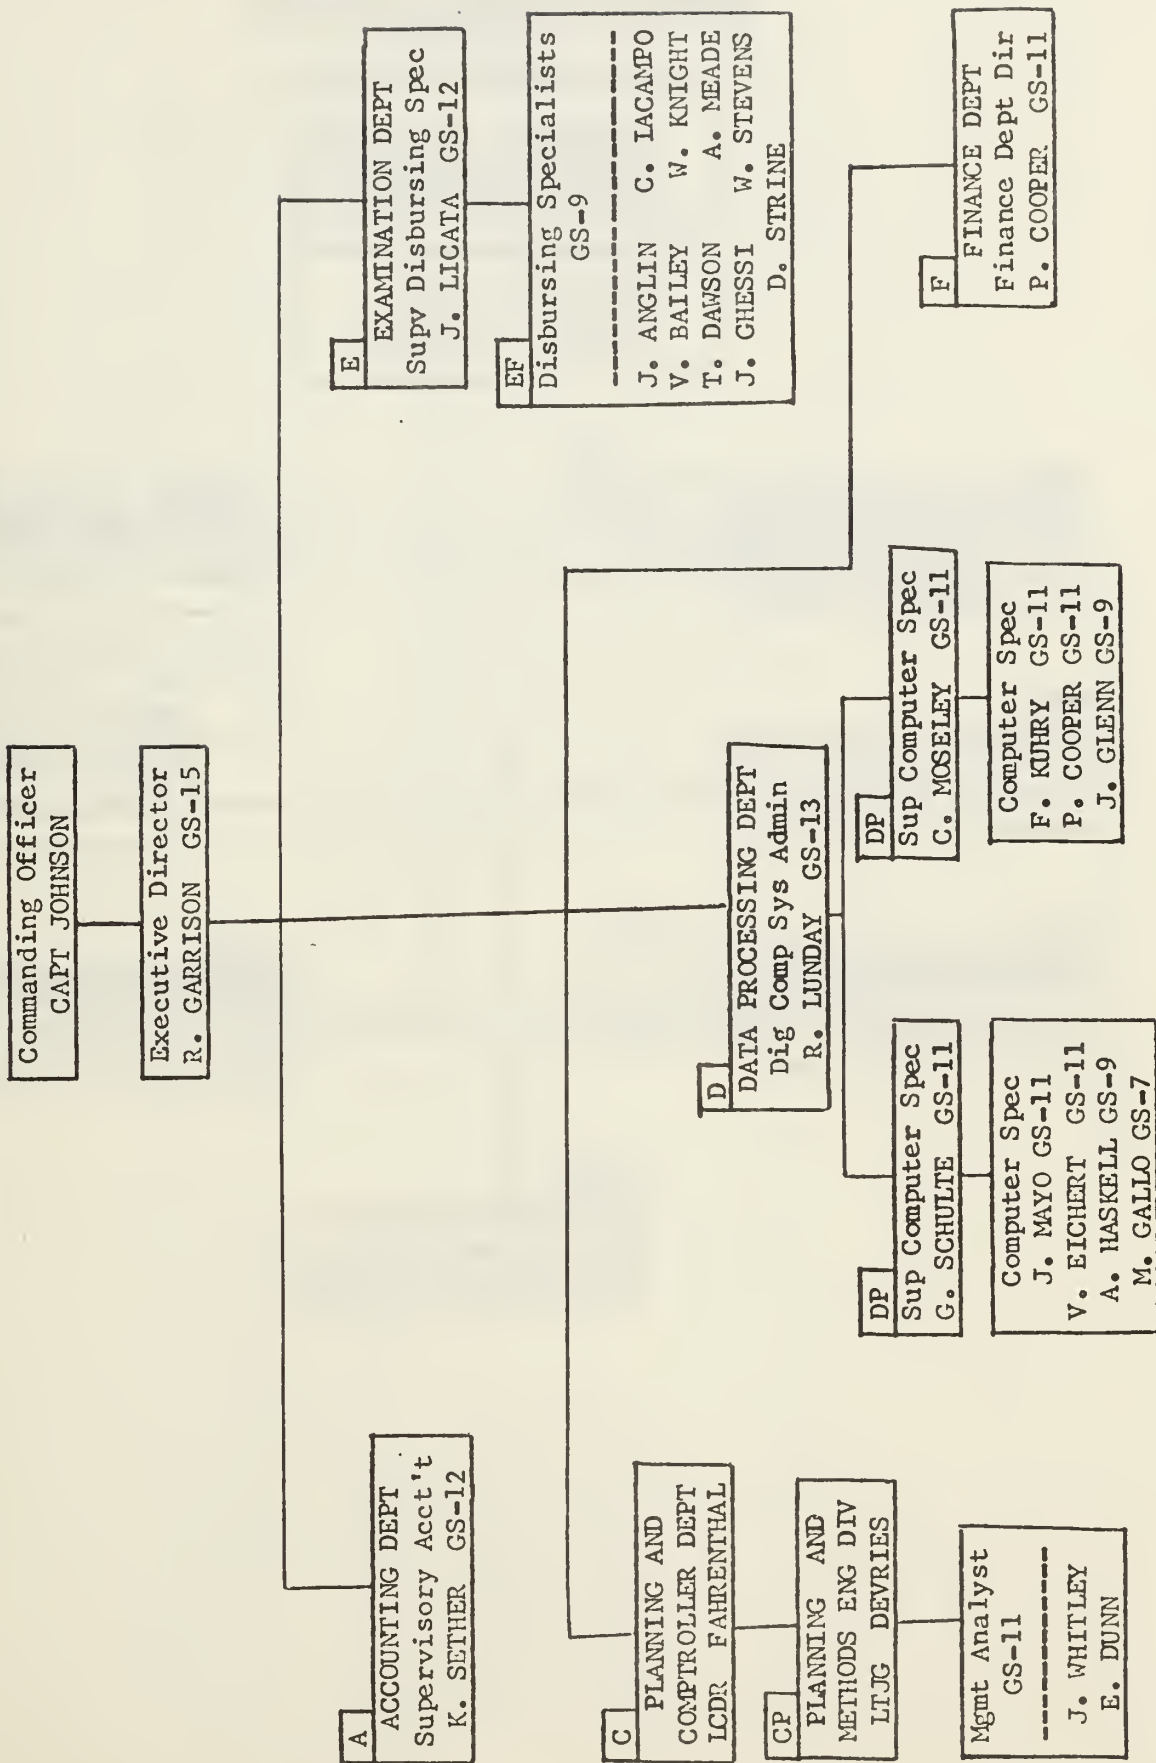 Commanding Officer
CAPT JOHNSON
Executive Director
R. GARRISON GS-15
A
ACCOUNTING DEPT
Supervisory Acct't
K. SETHER GS-12
E
EXAMINATION DEPT
Supv Disbursing Spec
J. LICATA GS-12
EF
Disbursing Specialists
GS-9
J. ANGLIN C. IACAMPO
V. BAILEY W. KNIGHT
T. DAWSON A. MEADE
J. GHESSI W. STEVENS
D. STRINE
C
PLANNING AND
COMPTROLLER DEPT
LCDR FAHRENTHAL
CP
PLANNING AND
METHODS ENG DIV
LTJG DEVRIES
Mgmt Analyst
GS-11
J. WHITLEY
E. DUNN
D
DATA PROCESSING DEPT
Dig Comp Sys Admin
R. LUNDAY GS-13
DP
Sup Computer Spec
G. SCHULTE GS-11
Computer Spec
J. MAYO GS-11
V. EICHERT GS-11
A. HASKELL GS-9
M. GALLO GS-7
DP
Sup Computer Spec
C. MOSELEY GS-11
Computer Spec
F. KUHRY GS-11
P. COOPER GS-11
J. GLENN GS-9
F
FINANCE DEPT
Finance Dept Dir
P. COOPER GS-11